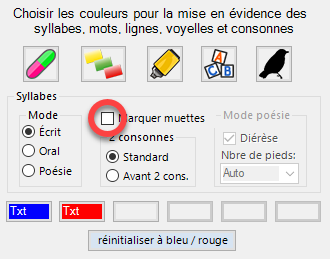 Choisir les couleurs pour la mise en évidence des
syllabes, mots, lignes, voyelles et consonnes
A
B C
Syllabes
Mode
Écrit
Oral
Poésie
Marquer muettes
2 consonnes
Standard
Avant 2 cons.
Mode poésie
Diérèse
Nbre de pieds:
Auto
Txt Txt
réinitialiser à bleu / rouge